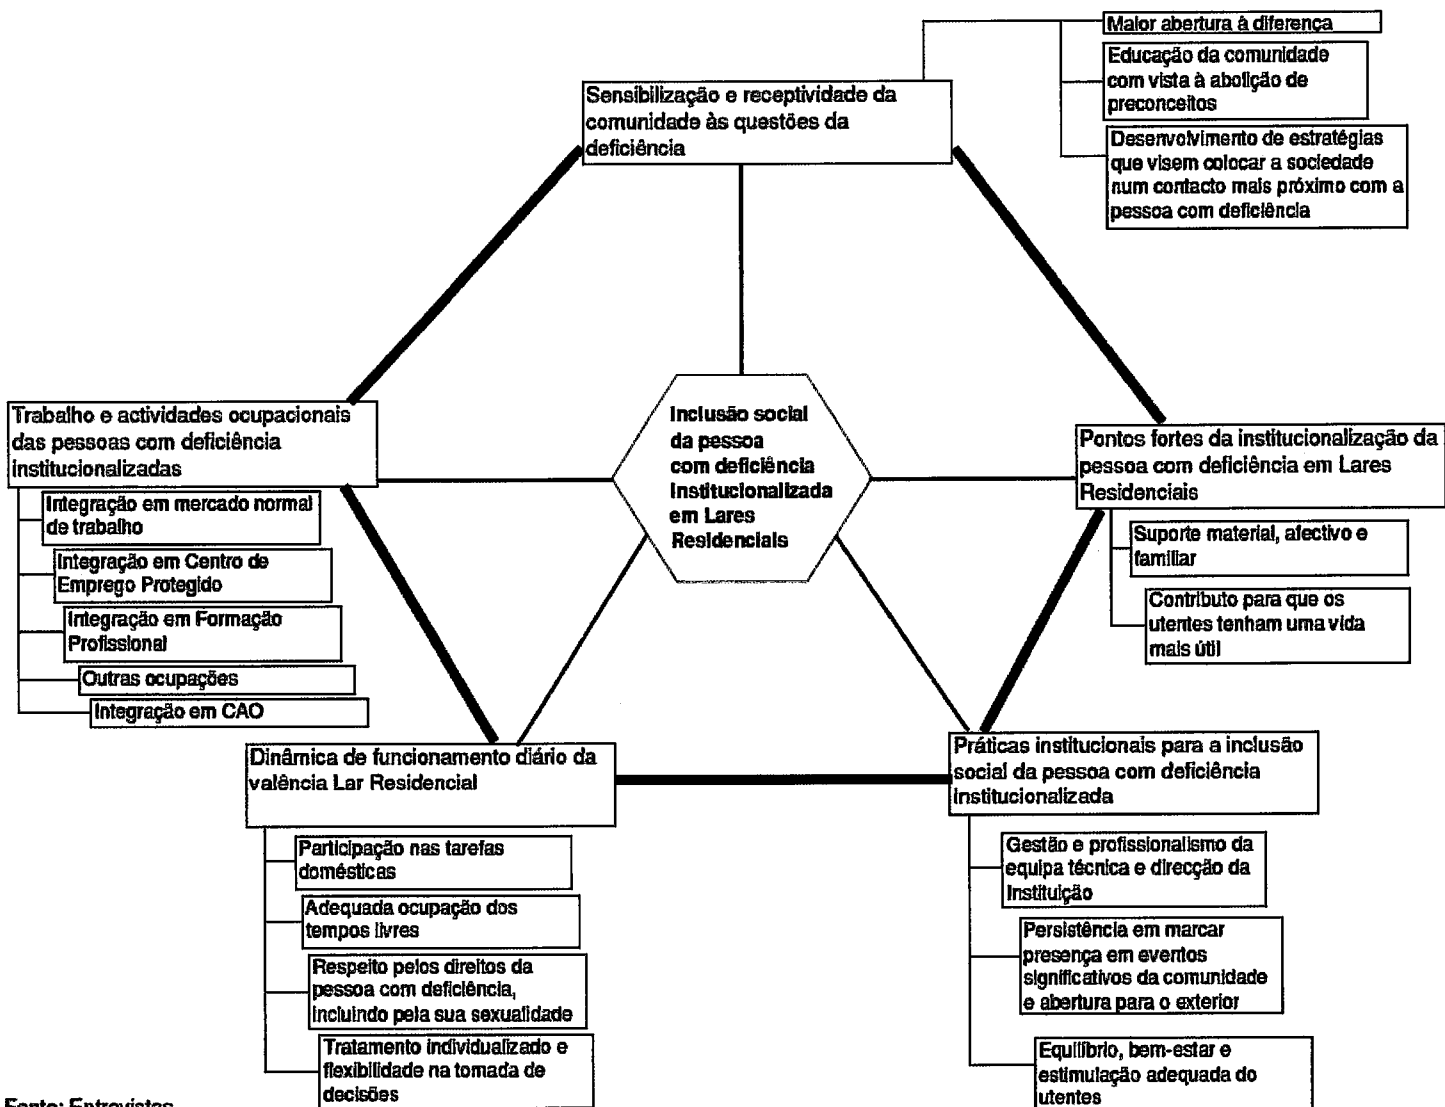 Maior abertura à diferença
Educação da comunidade
com vista à abolição de
preconceitos
Desenvolvimento de estratégias
que visem colocar a sociedade
num contacto mais próximo com a
pessoa com deficiência
Sensibilização e receptividade da
comunidade às questões da
deficiência
Trabalho e actividades ocupacionais
das pessoas com deficiência
institucionalizadas
Integração em mercado normal
de trabalho
Integração em Centro de
Emprego Protegido
Integração em Formação
Profissional
Outras ocupações
Integração em CAO
Inclusão social
da pessoa
com deficiência
Institucionalizada
em Lares
Residenciais
Pontos fortes da institucionalização da
pessoa com deficiência em Lares
Residenciais
Suporte material, afectivo e
familiar
Contributo para que os
utentes tenham uma vida
mais útil
Dinâmica de funcionamento diário da
valência Lar Residencial
Participação nas tarefas
domésticas
Adequada ocupação dos
tempos livres
Respeito pelos direitos da
pessoa com deficiência,
incluindo pela sua sexualidade
Tratamento individualizado e
flexibilidade na tomada de
decisões
Práticas institucionais para a inclusão
social da pessoa com deficiência
institucionalizada
Gestão e profissionalismo da
equipa técnica e direcção da
Instituição
Persistência em marcar
presença em eventos
significativos da comunidade
e abertura para o exterior
Equilíbrio, bem-estar e
estimulação adequada do
utentes
Fonte: Entrevistas